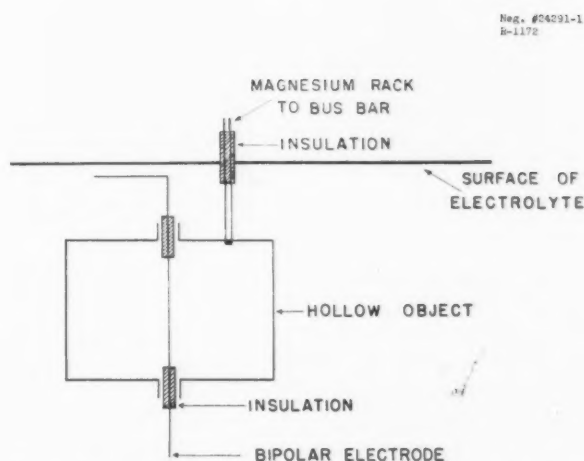 Neg. #24291-1
B-1172
MAGNESIUM RACK
TO BUS BAR
INSULATION
SURFACE OF
ELECTROLYTE
HOLLOW OBJECT
INSULATION
BIPOLAR ELECTRODE